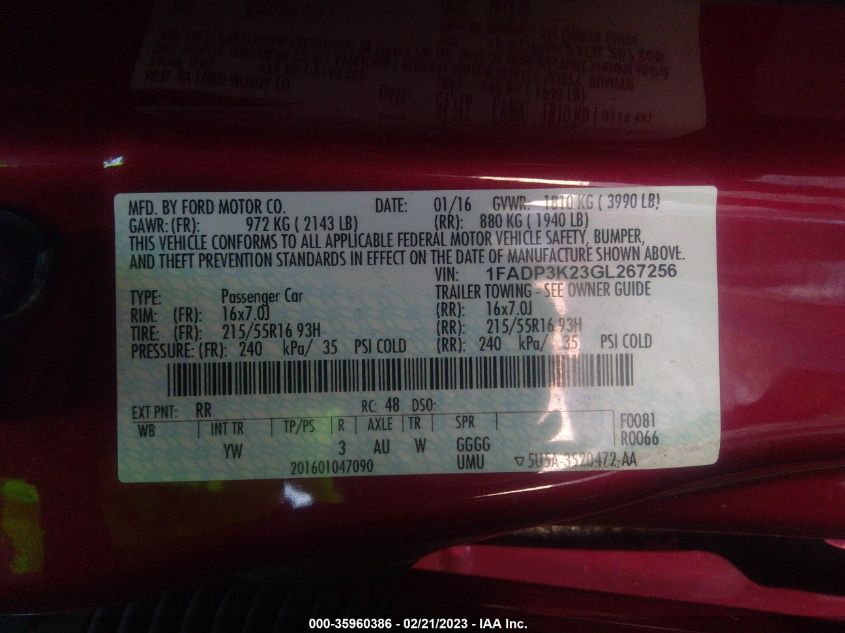 MFD. BY FORD MOTOR CO. DATE: 01/16 GVWR: 1810 KG ( 3990 LB)
GAWR:(FR): 972 KG ( 2143 LB) (RR): 880 KG ( 1940 LB)
THIS VEHICLE CONFORMS TO ALL APPLICABLE FEDERAL MOTOR VEHICLE SAFETY, BUMPER,
AND THEFT PREVENTION STANDARDS IN EFFECT ON THE DATE OF MANUFACTURE SHOWN ABOVE.
VIN: 1FADP3K23GL267256
TYPE: Passenger Car TRAILER TOWING - SEE OWNER GUIDE
RIM: (FR): 16x7.0J (RR): 16x7.0J
TIRE: (FR): 215/55R16 93H (RR): 215/55R16 93H
PRESSURE: (FR): 240 kPa/ 35 PSI COLD (RR): 240 kPa/ 35 PSI COLD
EXT PNT: RR RC: 48 DSO:
WB INT TR TP/PS R AXLE TR SPR F0081
YW 3 AU W GGGG R0066
201601047090 UMU ▽ 5U5A-3520472-AA
000-35960386 - 02/21/2023 - IAA Inc.